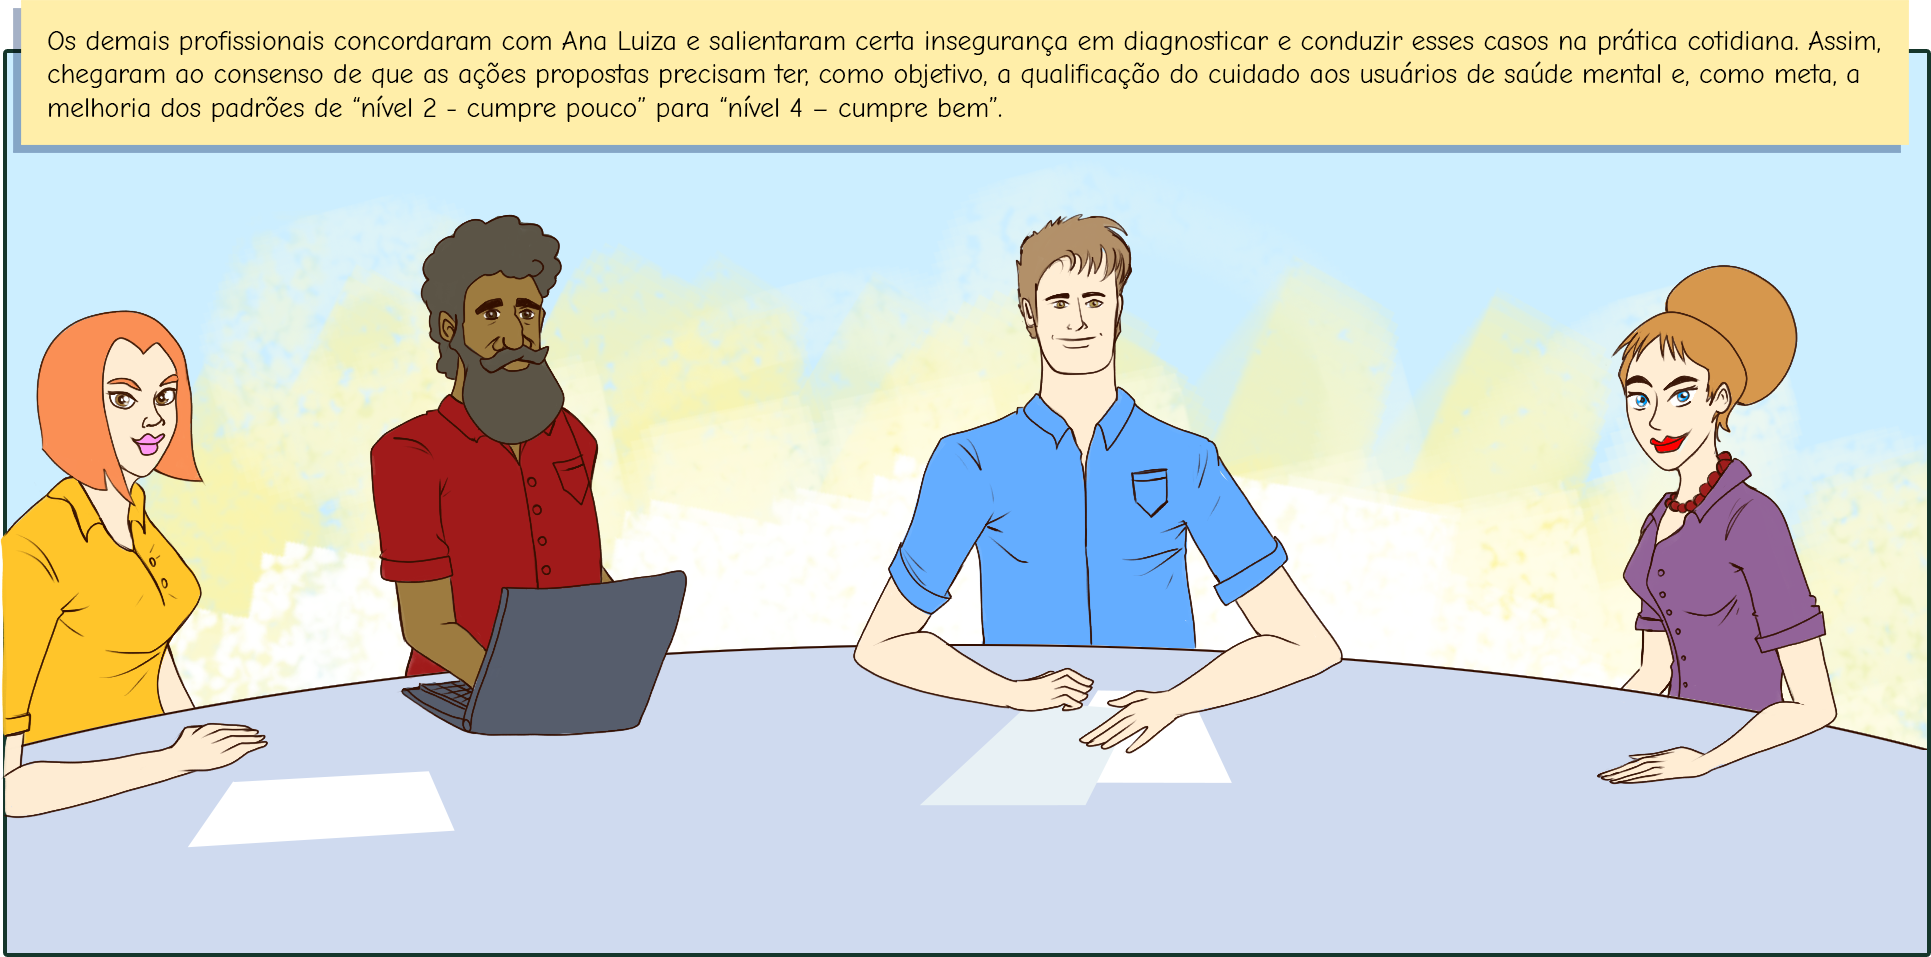 Os demais profissionais concordaram com Ana Luiza e salientaram certa insegurança em diagnosticar e conduzir esses casos na prática cotidiana. Assim,
chegaram ao consenso de que as ações propostas precisam ter, como objetivo, a qualificação do cuidado aos usuários de saúde mental e, como meta, a
melhoria dos padrões de “nível 2 - cumpre pouco” para “nível 4 – cumpre bem”.